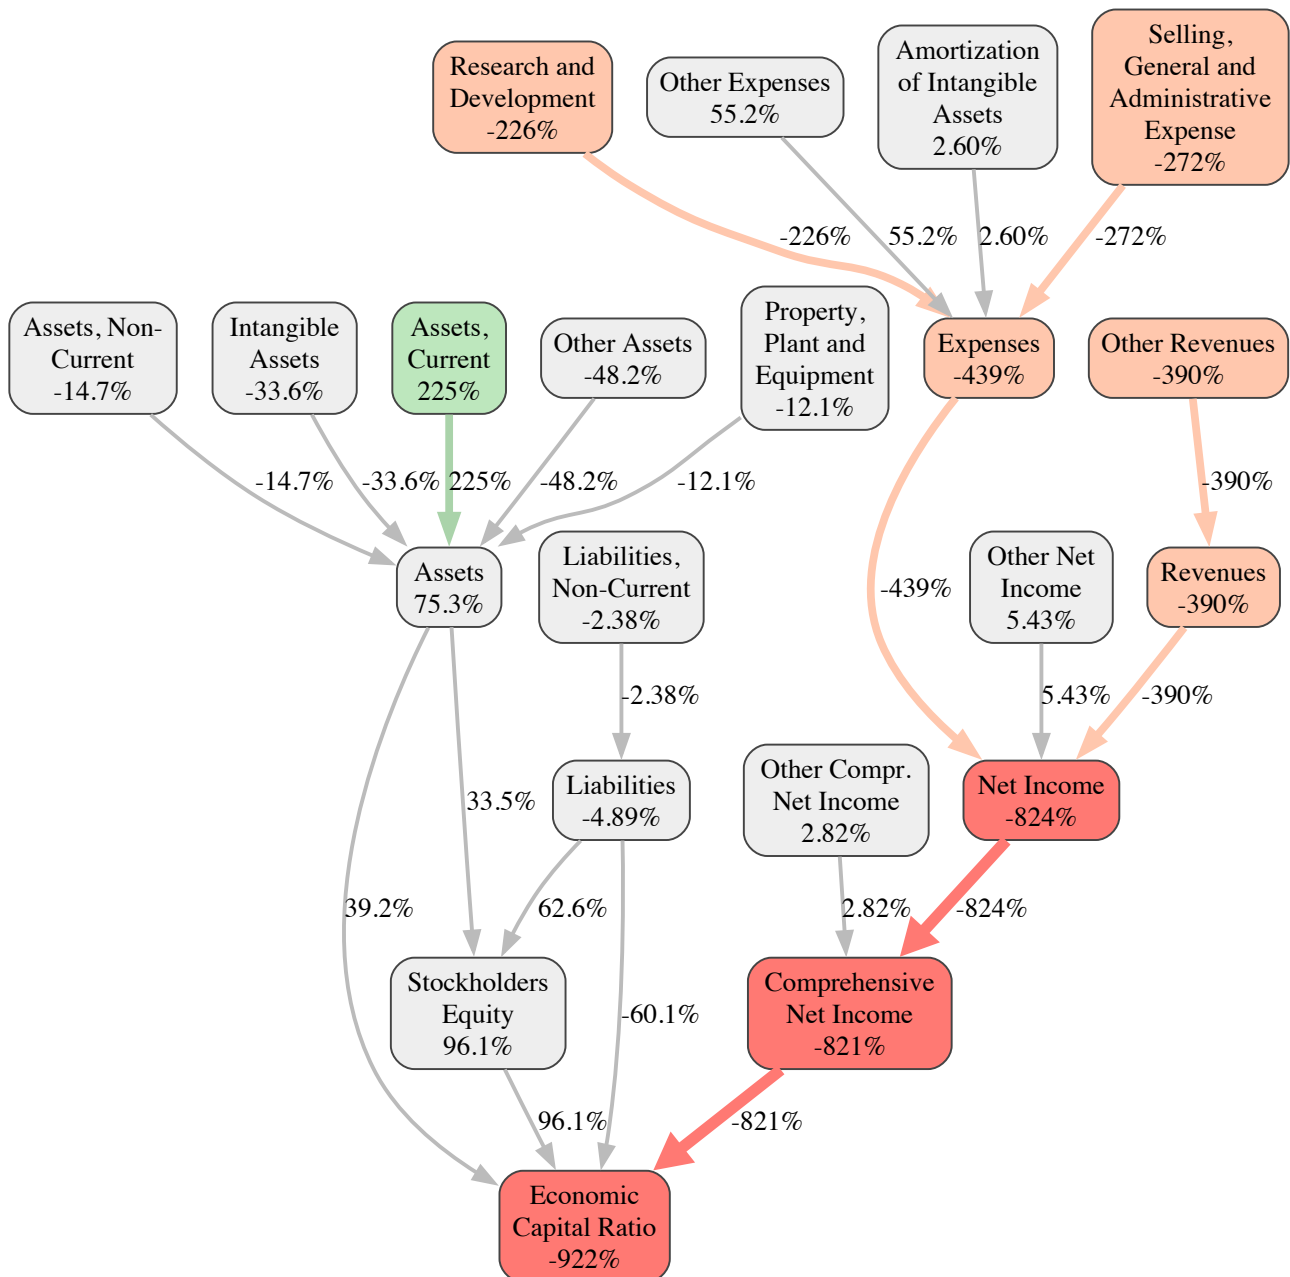 Research and
Development
-226%
Other Expenses
55.2%
Amortization
of Intangible
Assets
2.60%
Selling,
General and
Administrative
Expense
-272%
-226%
55.2%
2.60%
-272%
Assets, Non-
Current
-14.7%
Intangible
Assets
-33.6%
Assets,
Current
225%
Other Assets
-48.2%
Property,
Plant and
Equipment
-12.1%
Expenses
-439%
Other Revenues
-390%
-14.7%
-33.6%
225%
-48.2%
-12.1%
-390%
Assets
75.3%
Liabilities,
Non-Current
-2.38%
-439%
Other Net
Income
5.43%
Revenues
-390%
-2.38%
5.43%
-390%
33.5%
Liabilities
-4.89%
Other Compr.
Net Income
2.82%
Net Income
-824%
39.2%
62.6%
2.82%
-824%
Stockholders
Equity
96.1%
-60.1%
Comprehensive
Net Income
-821%
96.1%
-821%
Economic
Capital Ratio
-922%